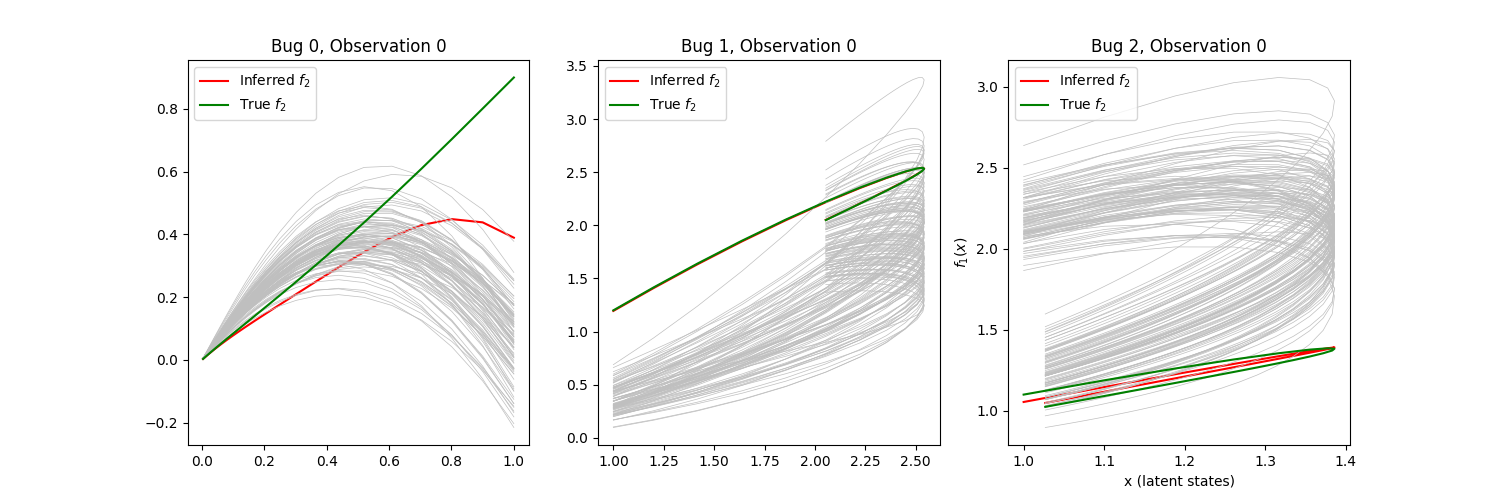 Bug 0, Observation 0
Inferred f₂
True f₂
0.8
0.6
0.4
0.2
0.0
−0.2
0.0 0.2 0.4 0.6 0.8 1.0
Bug 1, Observation 0
Inferred f₂
True f₂
3.5
3.0
2.5
2.0
1.5
1.0
0.5
0.0
1.00 1.25 1.50 1.75 2.00 2.25 2.50
Bug 2, Observation 0
Inferred f₂
True f₂
3.0
2.5
2.0
1.5
1.0
f₁(x)
1.0 1.1 1.2 1.3 1.4
x (latent states)